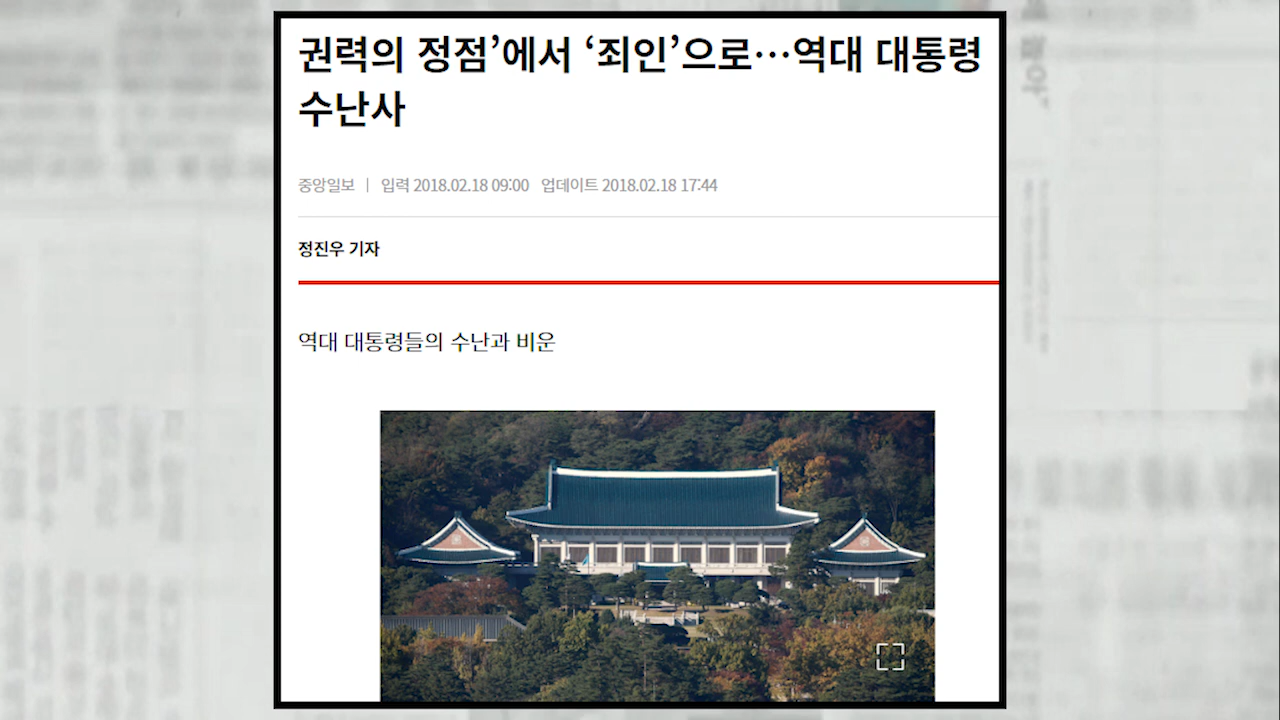 권력의 정점’에서 ‘죄인’으로…역대 대통령
수난사
중앙일보 | 입력 2018.02.18 09:00 업데이트 2018.02.18 17:44
정진우 기자
역대 대통령들의 수난과 비운